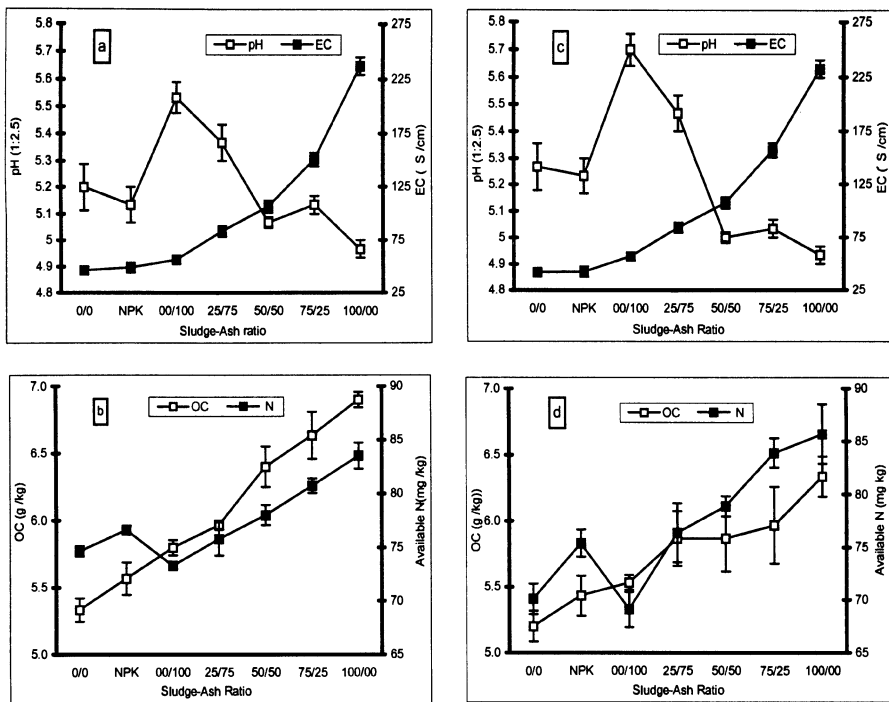 a
pH EC
5.8
5.7
5.6
5.5
5.4
5.3
5.2
5.1
5
4.9
4.8
pH (1:2.5)
275
225
175
125
75
25
EC ( S /cm)
0/0 NPK 00/100 25/75 50/50 75/25 100/00
Sludge-Ash ratio
c
pH EC
5.8
5.7
5.6
5.5
5.4
5.3
5.2
5.1
5
4.9
4.8
pH (1:2.5)
275
225
175
125
75
25
EC ( S /cm)
0/0 NPK 00/100 25/75 50/50 75/25 100/00
Sludge-Ash Ratio
b
OC N
7.0
6.5
6.0
5.5
5.0
OC (g /kg)
90
85
80
75
70
65
Available N(mg /kg)
0/0 NPK 00/100 25/75 50/50 75/25 100/00
Sludge-Ash Ratio
d
OC N
7.0
6.5
6.0
5.5
5.0
OC (g /kg))
90
85
80
75
70
65
Available N (mg kg)
0/0 NPK 00/100 25/75 50/50 75/25 100/00
Sludge-Ash Ratio